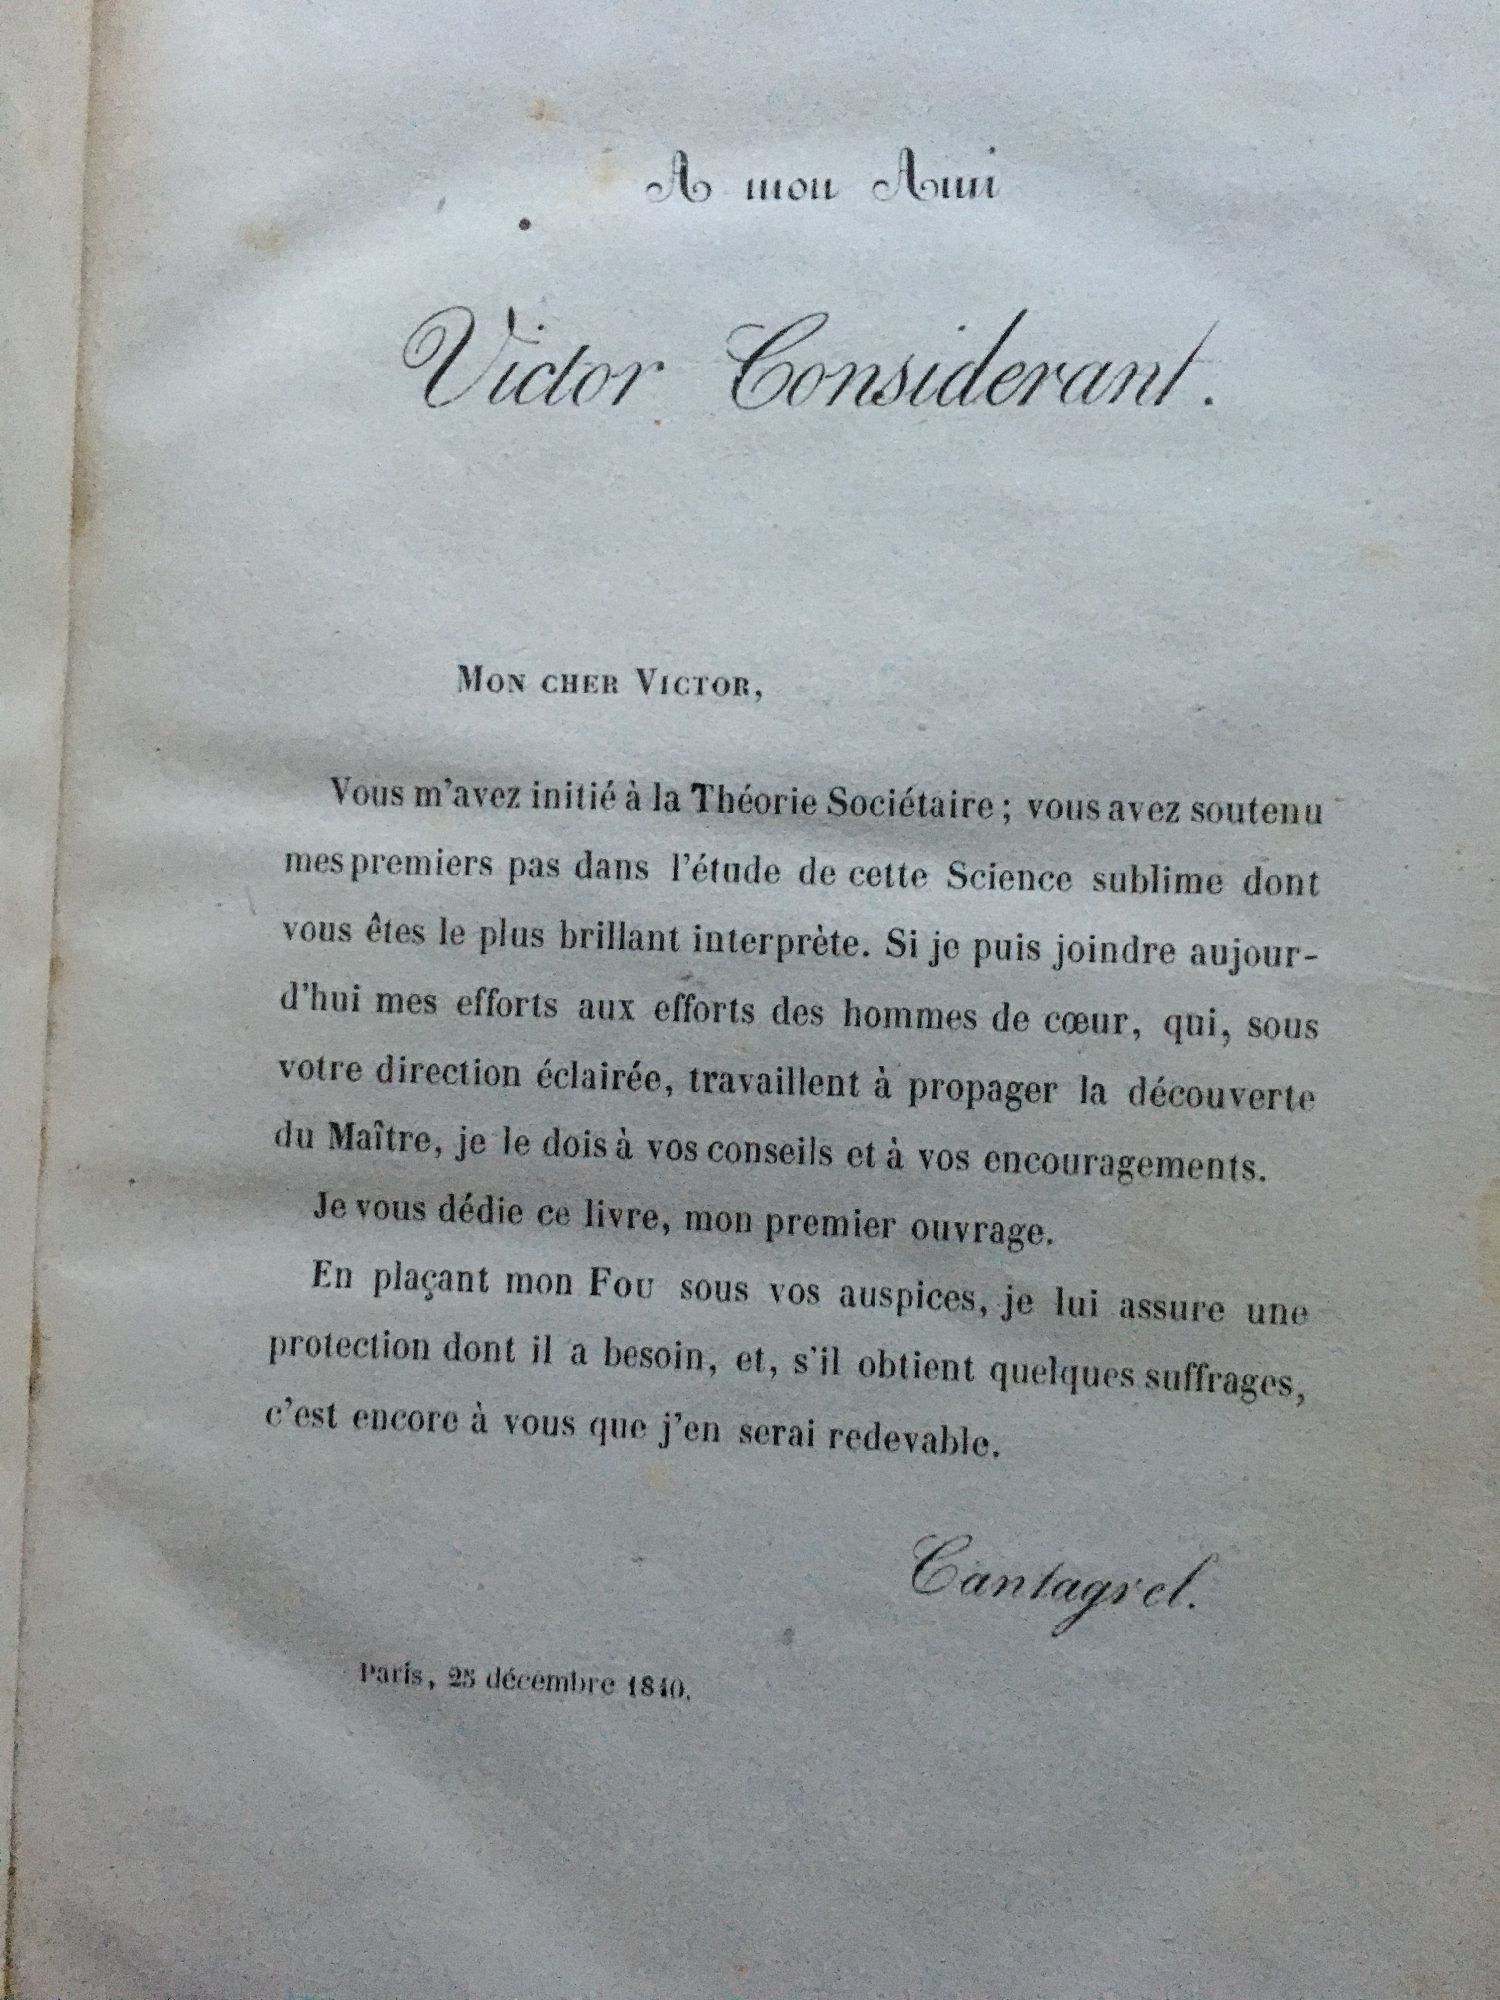 A mon Ami
Victor Considerant.
MON CHER VICTOR,
Vous m'avez initié à la Théorie Sociétaire ; vous avez soutenu
mes premiers pas dans l'étude de cette Science sublime dont
vous êtes le plus brillant interprète. Si je puis joindre aujour-
d'hui mes efforts aux efforts des hommes de cœur, qui, sous
votre direction éclairée, travaillent à propager la découverte
du Maître, je le dois à vos conseils et à vos encouragements.
Je vous dédie ce livre, mon premier ouvrage.
En plaçant mon FOU sous vos auspices, je lui assure une
protection dont il a besoin, et, s'il obtient quelques suffrages,
c'est encore à vous que j'en serai redevable.
Cantagrel.
Paris, 25 décembre 1840.